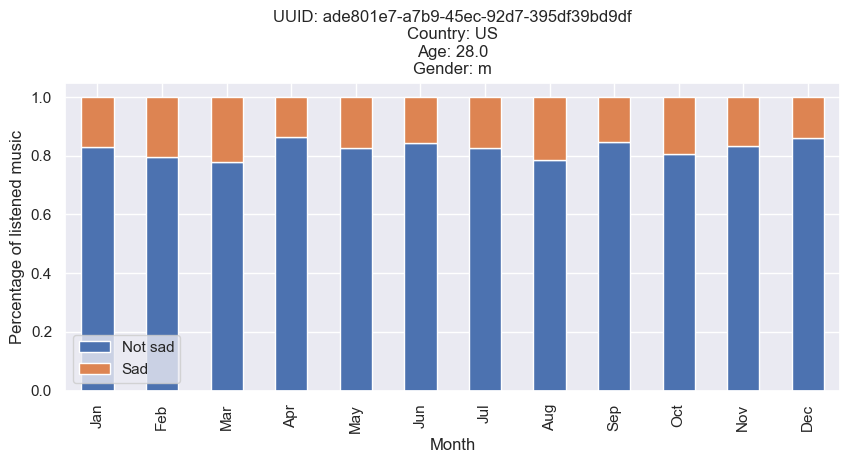 UUID: ade801e7-a7b9-45ec-92d7-395df39bd9df
Country: US
Age: 28.0
Gender: m
Percentage of listened music
1.0
0.8
0.6
0.4
0.2
0.0
Not sad
Sad
Jan Feb Mar Apr May Jun Jul Aug Sep Oct Nov Dec
Month